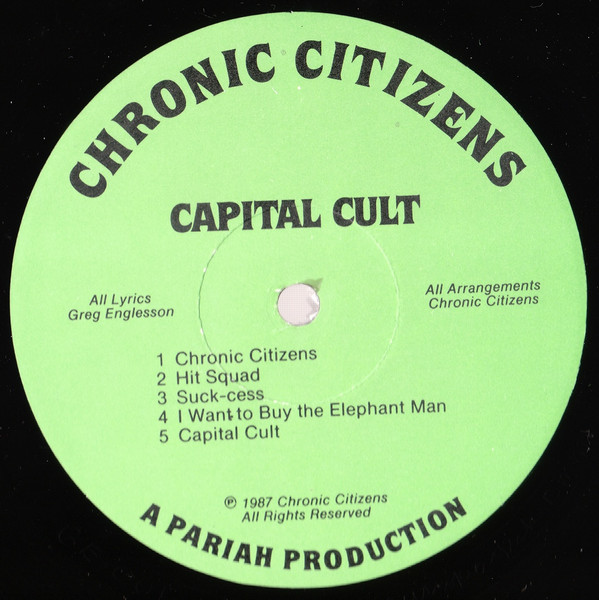 CHRONIC CITIZENS
CAPITAL CULT
All Lyrics
Greg Englesson
All Arrangements
Chronic Citizens
1 Chronic Citizens
2 Hit Squad
3 Suck-cess
4 I Want to Buy the Elephant Man
5 Capital Cult
℗ 1987 Chronic Citizens
All Rights Reserved
A PARIAH PRODUCTION